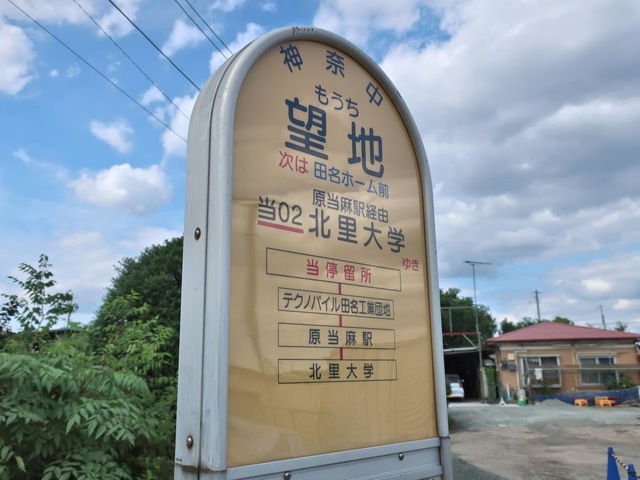 神奈中
もうち
望地
次は 田名ホーム前
原当麻駅経由
当02 北里大学
ゆき
当停留所
テクノパイル田名工業団地
原当麻駅
北里大学